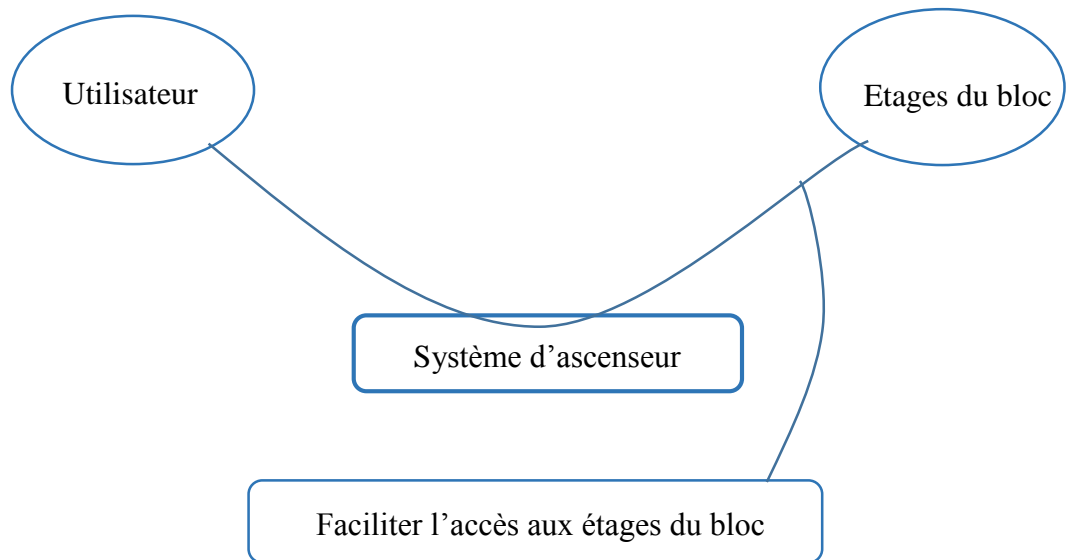 Utilisateur
Etages du bloc
Système d’ascenseur
Faciliter l’accès aux étages du bloc